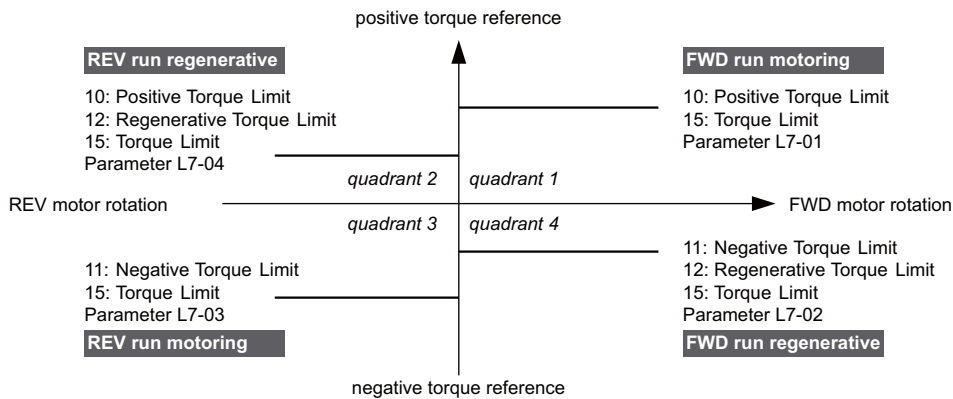 positive torque reference
REV run regenerative
10: Positive Torque Limit
12: Regenerative Torque Limit
15: Torque Limit
Parameter L7-04
FWD run motoring
10: Positive Torque Limit
15: Torque Limit
Parameter L7-01
quadrant 2
quadrant 1
REV motor rotation
FWD motor rotation
quadrant 3
quadrant 4
11: Negative Torque Limit
15: Torque Limit
Parameter L7-03
REV run motoring
11: Negative Torque Limit
12: Regenerative Torque Limit
15: Torque Limit
Parameter L7-02
FWD run regenerative
negative torque reference